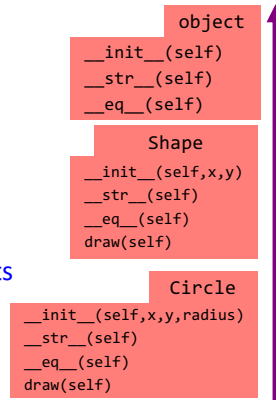 object
__init__(self)
__str__(self)
__eq__(self)
Shape
__init__(self,x,y)
__str__(self)
__eq__(self)
draw(self)
Circle
__init__(self,x,y,radius)
__str__(self)
__eq__(self)
draw(self)